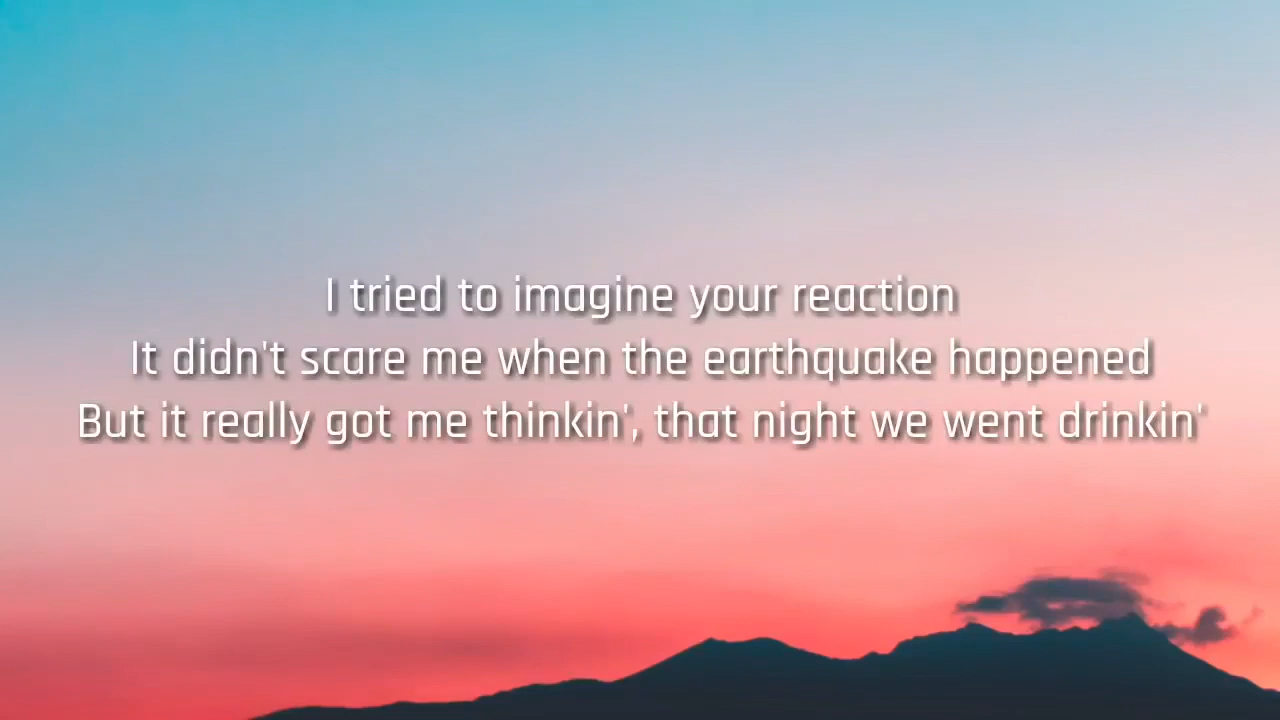 I tried to imagine your reaction
It didn't scare me when the earthquake happened
But it really got me thinkin', that night we went drinkin'